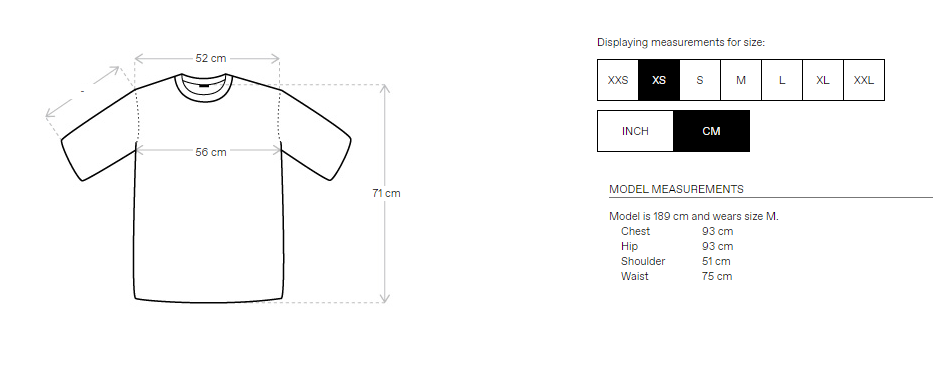 52 cm
-
56 cm
71 cm
Displaying measurements for size:
XXS XS S M L XL XXL
INCH CM
MODEL MEASUREMENTS
Model is 189 cm and wears size M.
Chest 93 cm
Hip 93 cm
Shoulder 51 cm
Waist 75 cm